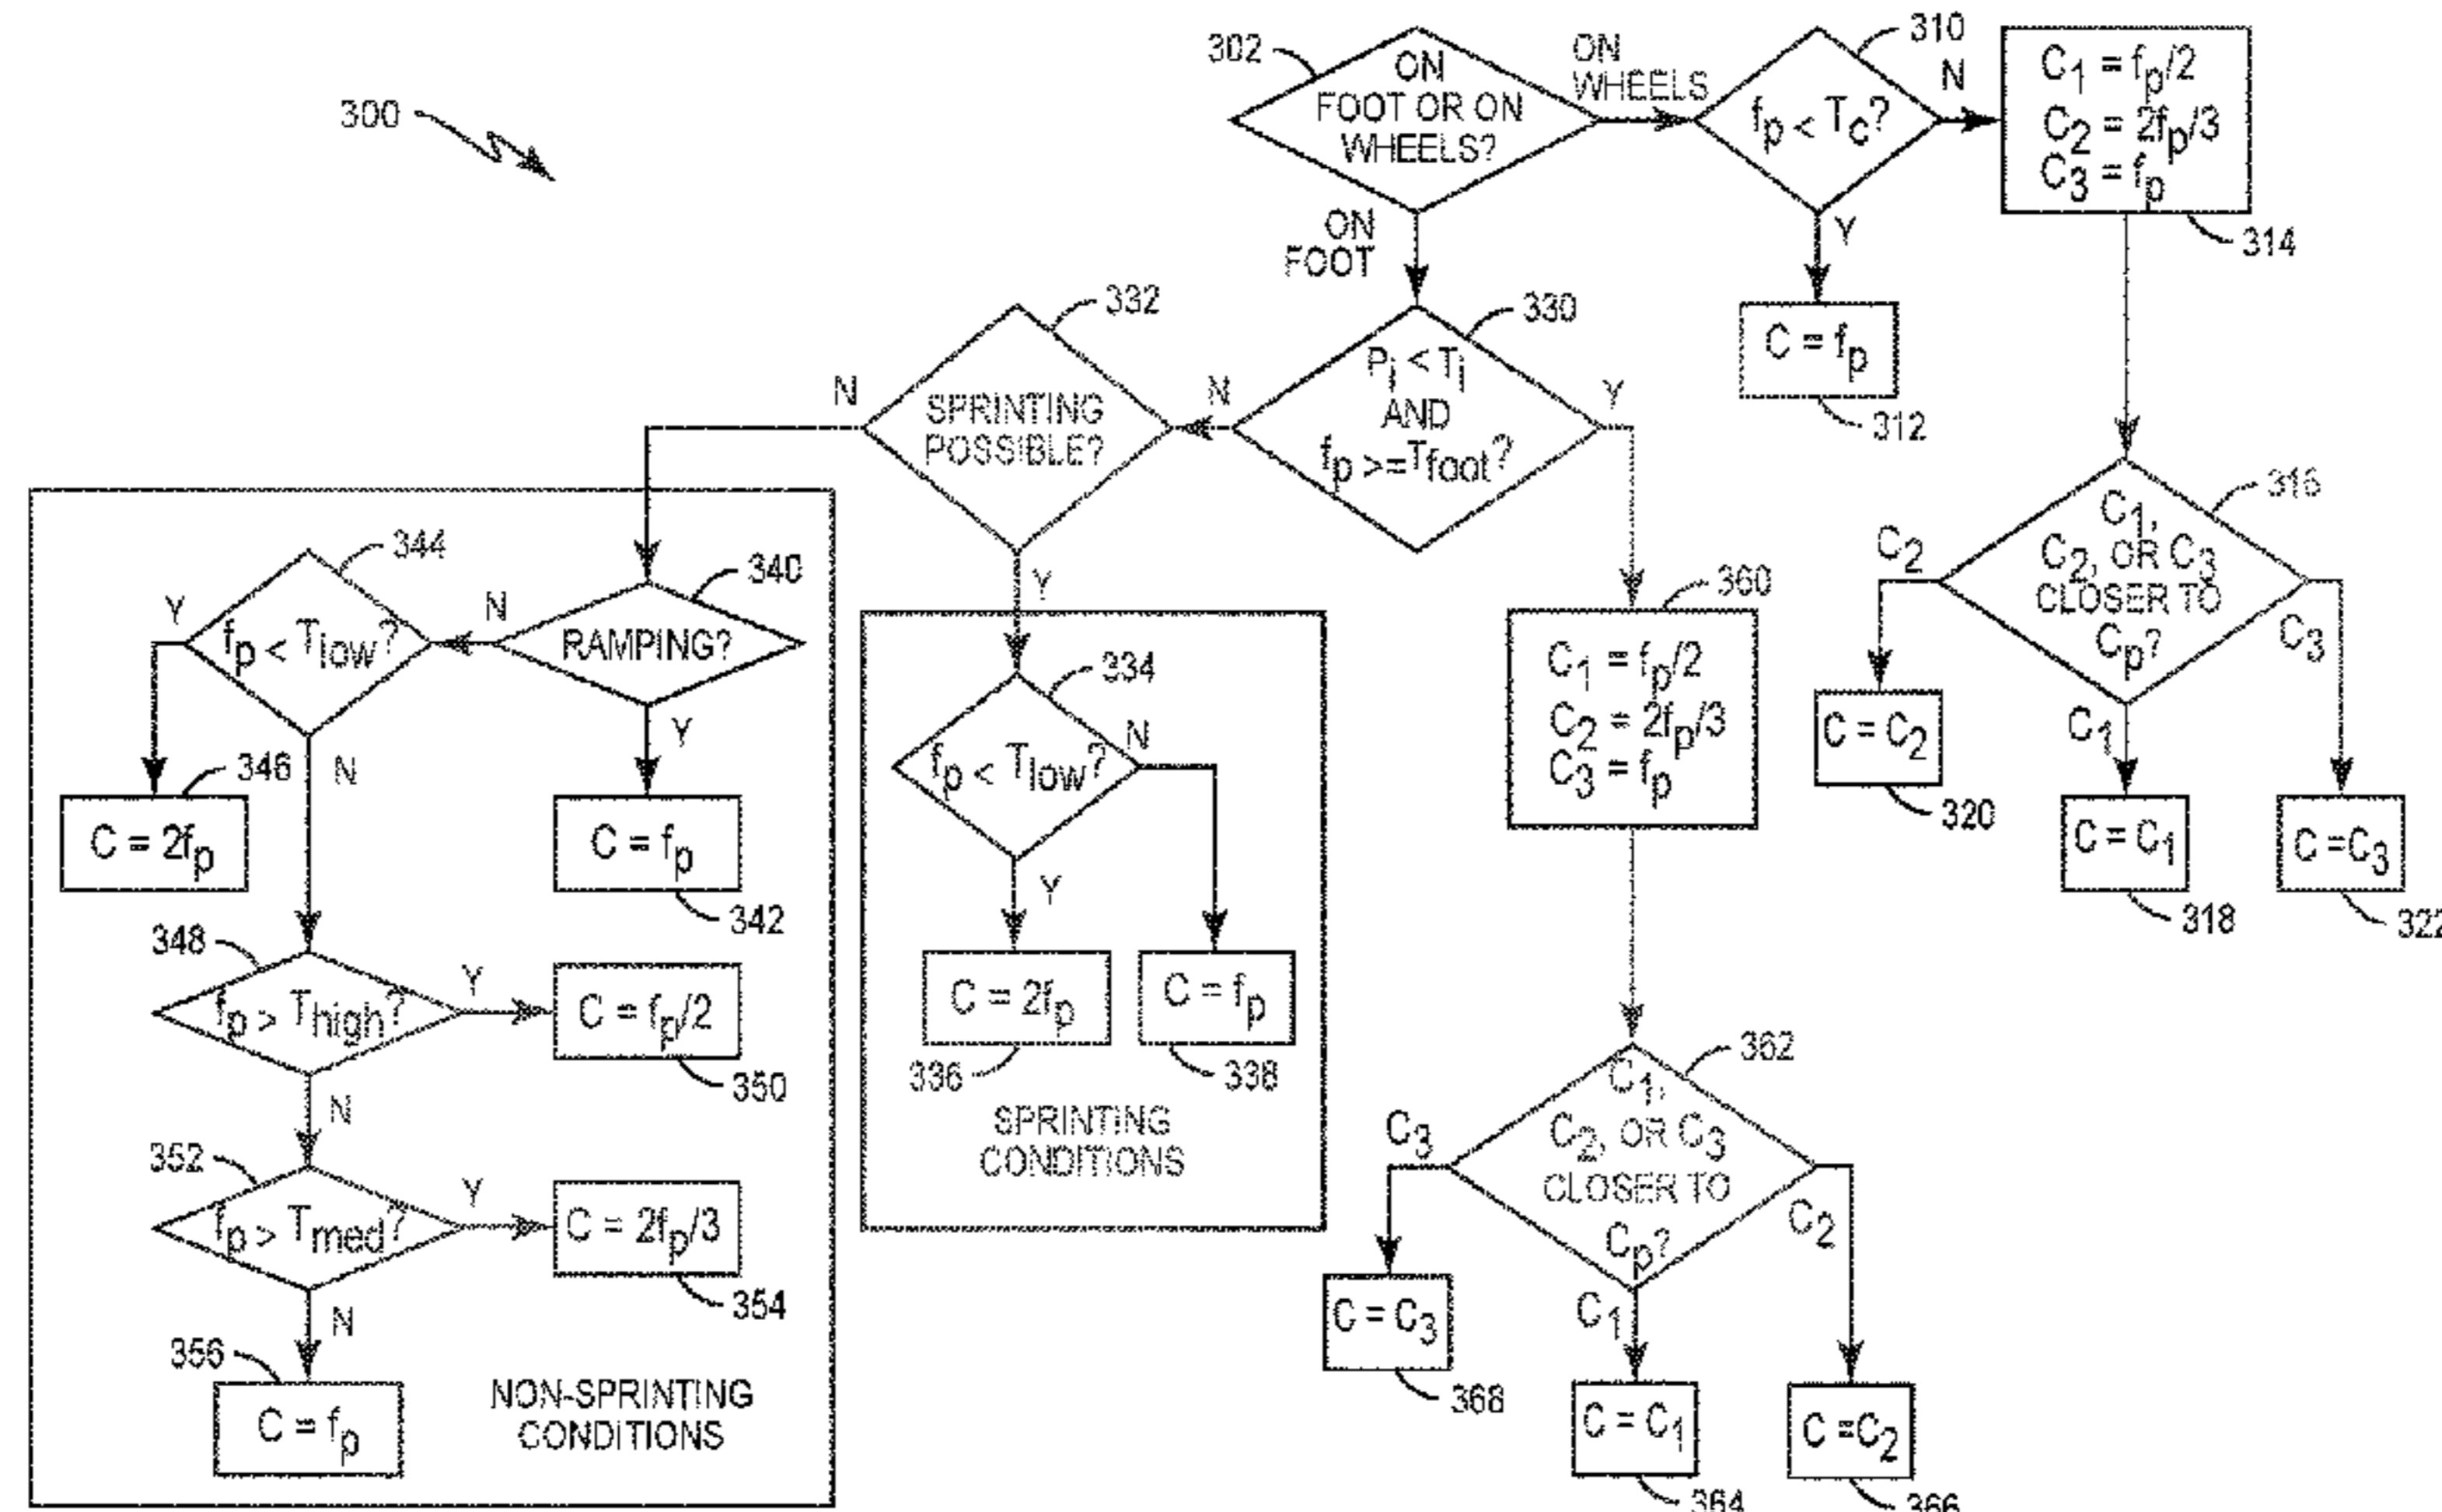 300
302
ON
FOOT OR ON
WHEELS?
ON
WHEELS
310
fp < Tc?
N
C1 = fp/2
C2 = 2fp/3
C3 = fp
314
Y
C = fp
312
ON
FOOT
330
Pj < Tj
AND
fp >=Tfoot?
N
Y
332
SPRINTING
POSSIBLE?
N
Y
316
C1,
C2, OR C3
CLOSER TO
Cp?
C2
C1
C3
C = C2
320
C = C1
318
C =C3
322
344
fp < Tlow?
Y
N
340
RAMPING?
N
Y
346
C = 2fp
C = fp
342
334
fp < Tlow?
N
Y
C = 2fp
336
C = fp
338
SPRINTING
CONDITIONS
360
C1 = fp/2
C2 = 2fp/3
C3 = fp
348
fp > Thigh?
Y
C = fp/2
350
N
352
fp > Tmed?
Y
C = 2fp/3
354
N
356
C = fp
NON-SPRINTING
CONDITIONS
362
C1,
C2, OR C3
CLOSER TO
Cp?
C3
C1
C2
C = C3
368
C = C1
364
C =C2
366